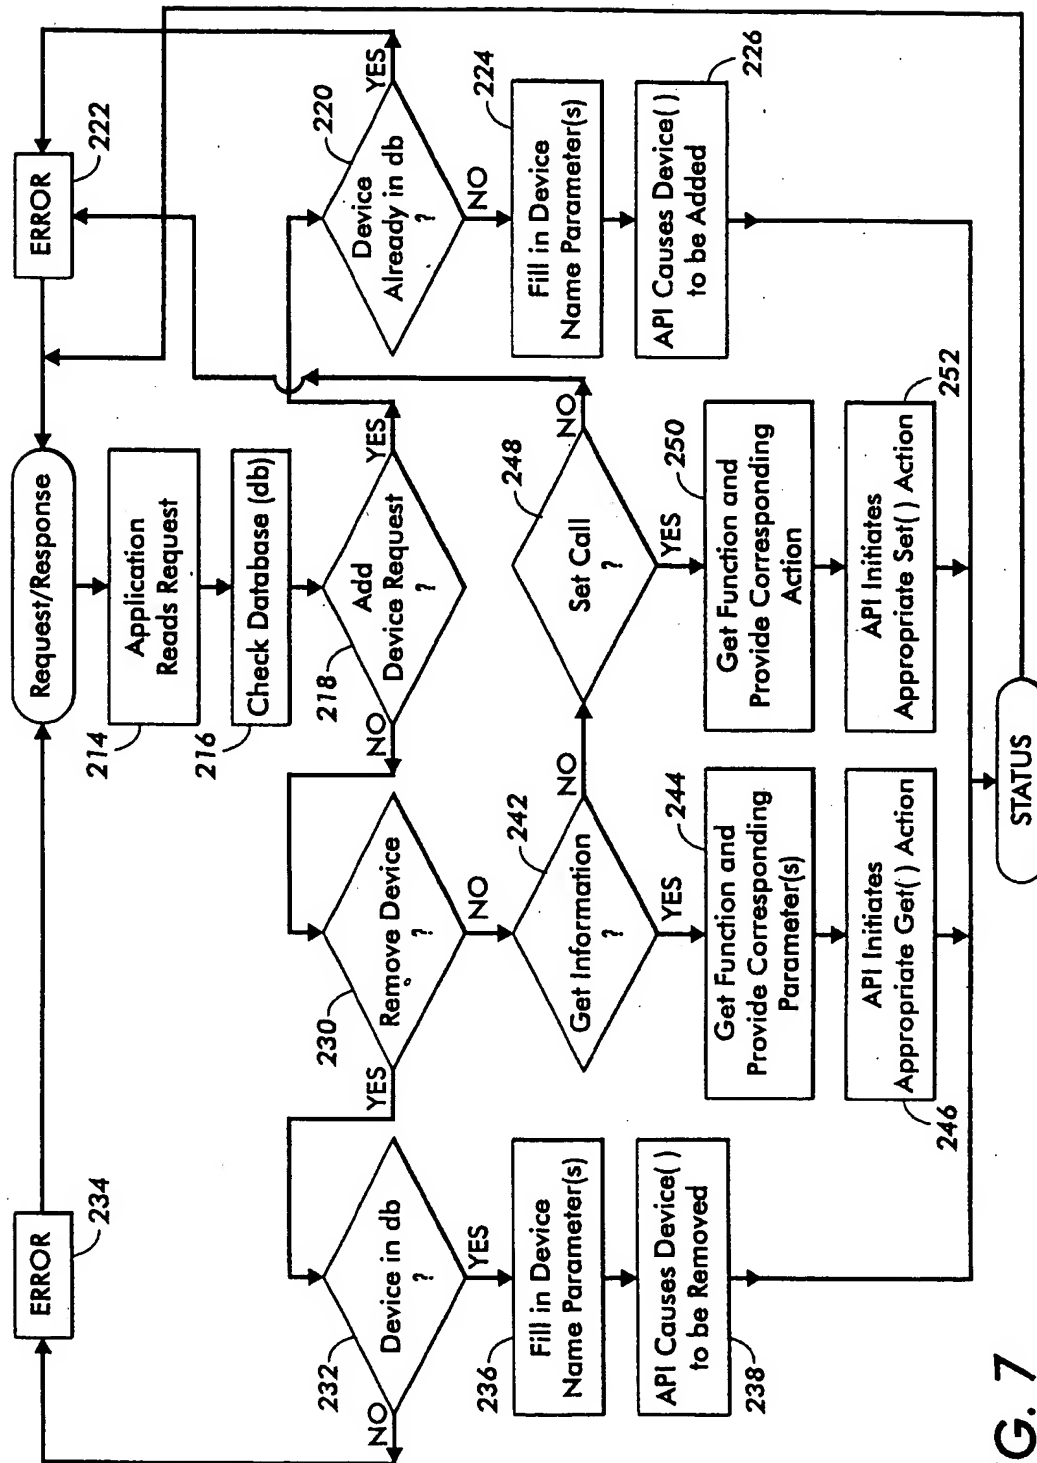 234
ERROR
ERROR
222
Request/Response
Application
Reads Request
214
Check Database (db)
216
Add
Device Request
?
218
YES
NO
Device
Already in db
?
220
YES
NO
Fill in Device
Name Parameter(s)
224
API Causes Device( )
to be Added
226
Remove Device
?
230
YES
NO
Device in db
?
232
NO
YES
Fill in Device
Name Parameter(s)
236
API Causes Device( )
to be Removed
238
Get Information
?
242
NO
YES
Get Function and
Provide Corresponding
Parameter(s)
244
API Initiates
Appropriate Get( ) Action
246
Set Call
?
248
NO
YES
Get Function and
Provide Corresponding
Action
250
API Initiates
Appropriate Set( ) Action
252
STATUS
G. 7